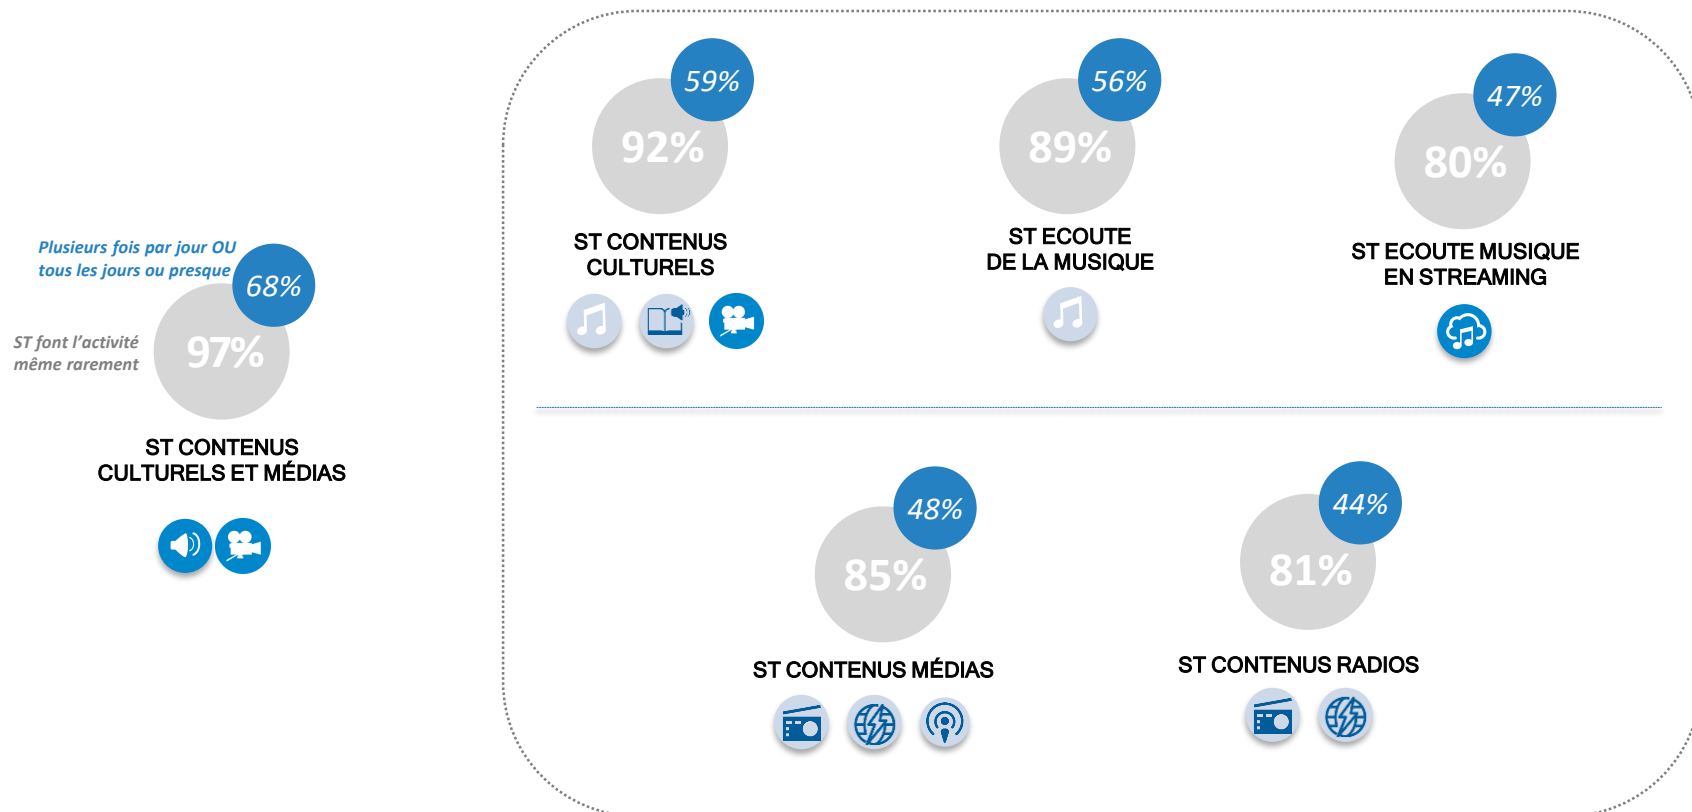 Plusieurs fois par jour OU
tous les jours ou presque
68%
ST font l’activité
même rarement
97%
ST CONTENUS
CULTURELS ET MÉDIAS
59%
92%
ST CONTENUS
CULTURELS
56%
89%
ST ECOUTE
DE LA MUSIQUE
47%
80%
ST ECOUTE MUSIQUE
EN STREAMING
48%
85%
ST CONTENUS MÉDIAS
44%
81%
ST CONTENUS RADIOS